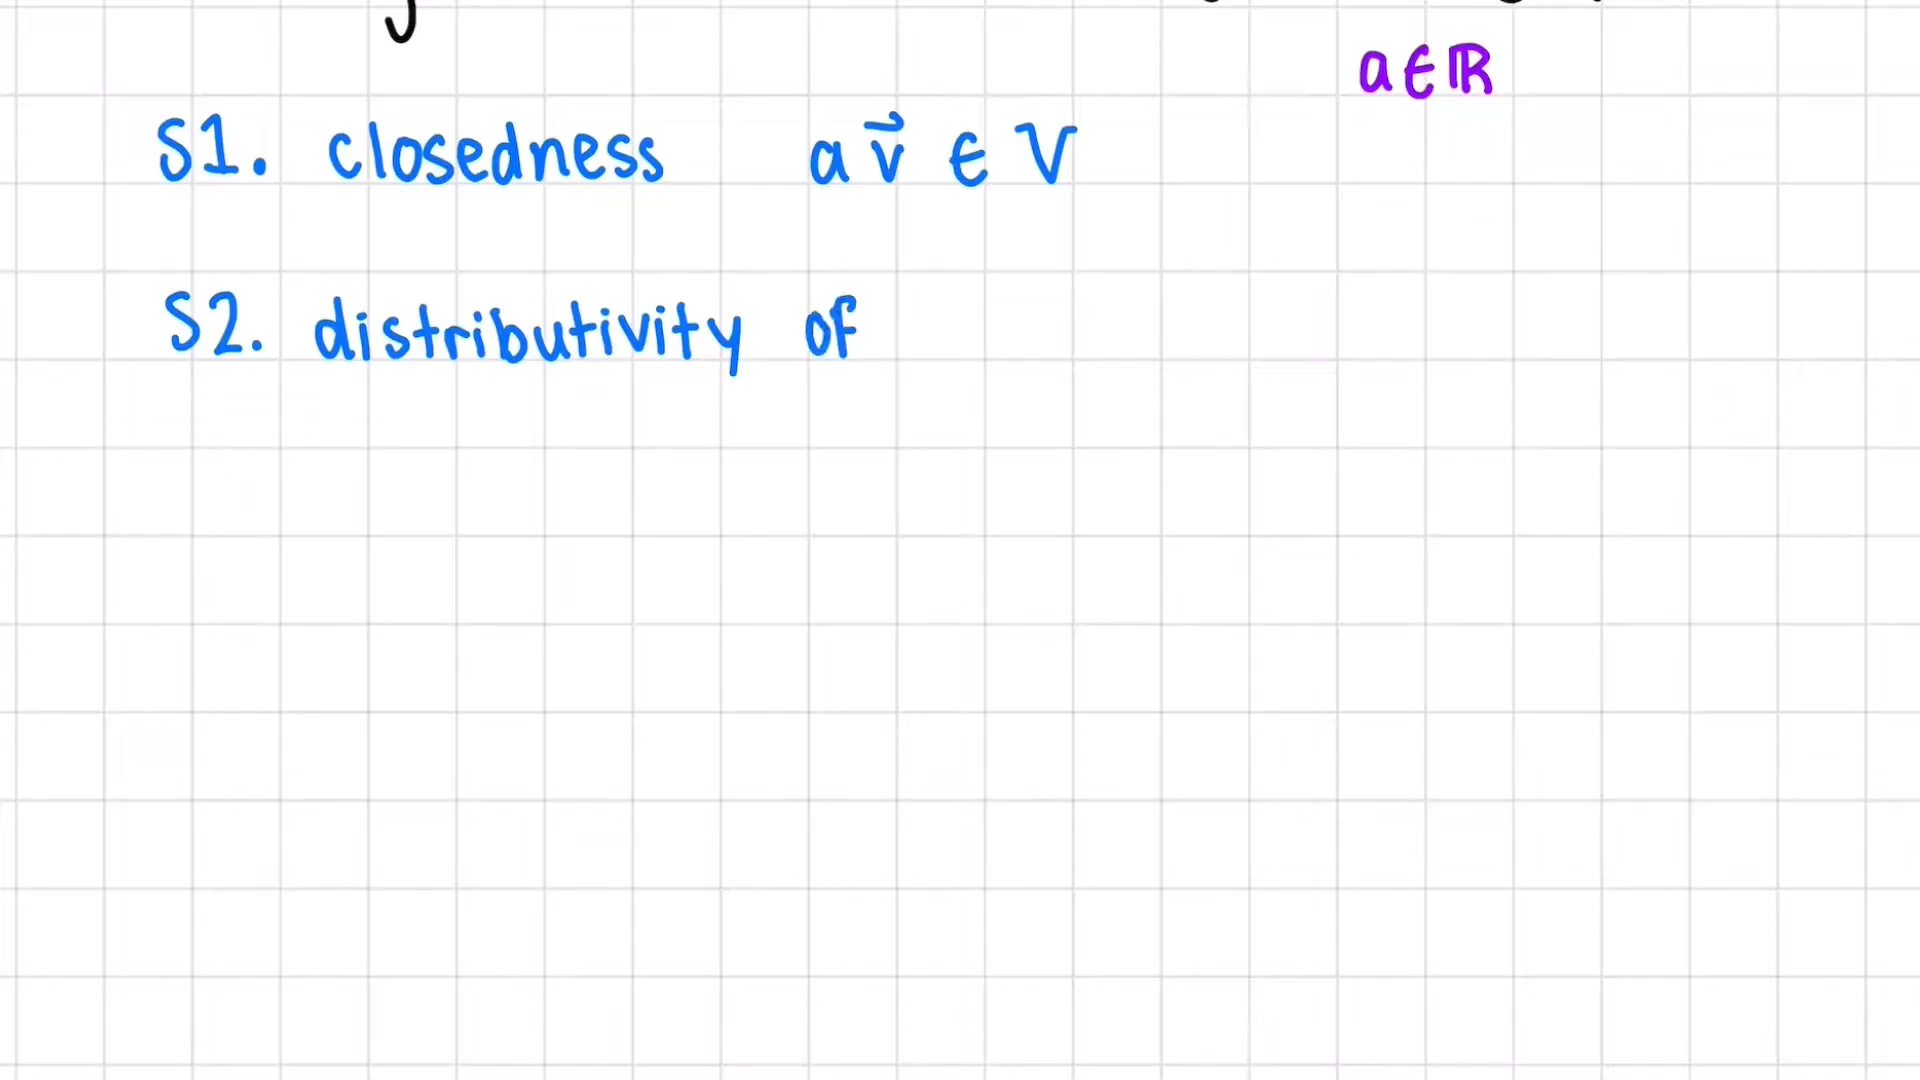 a ∈ ℝ
S1. closedness a v⃗ ∈ V
S2. distributivity of